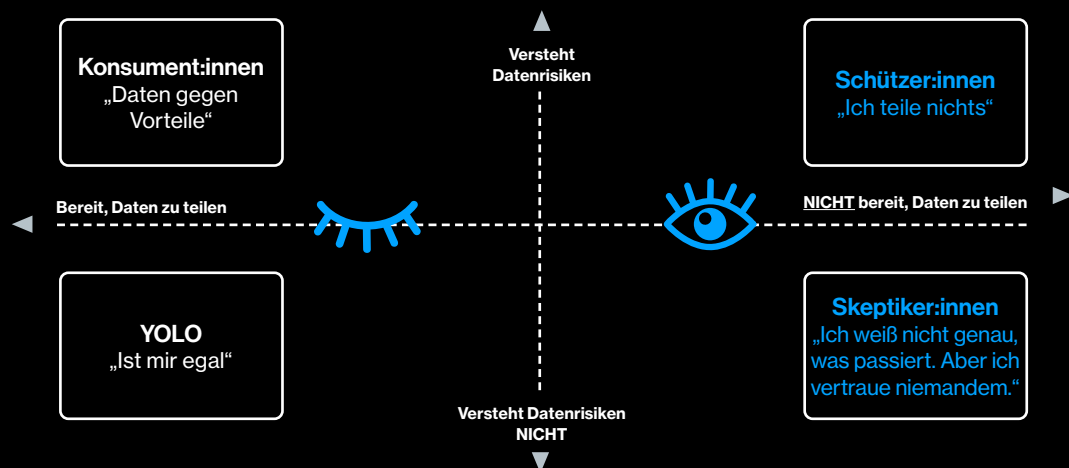 Konsument:innen
„Daten gegen
Vorteile“
Versteht
Datenrisiken
Schützer:innen
„Ich teile nichts“
Bereit, Daten zu teilen
NICHT bereit, Daten zu teilen
YOLO
„Ist mir egal“
Versteht Datenrisiken
NICHT
Skeptiker:innen
„Ich weiß nicht genau,
was passiert. Aber ich
vertraue niemandem.“